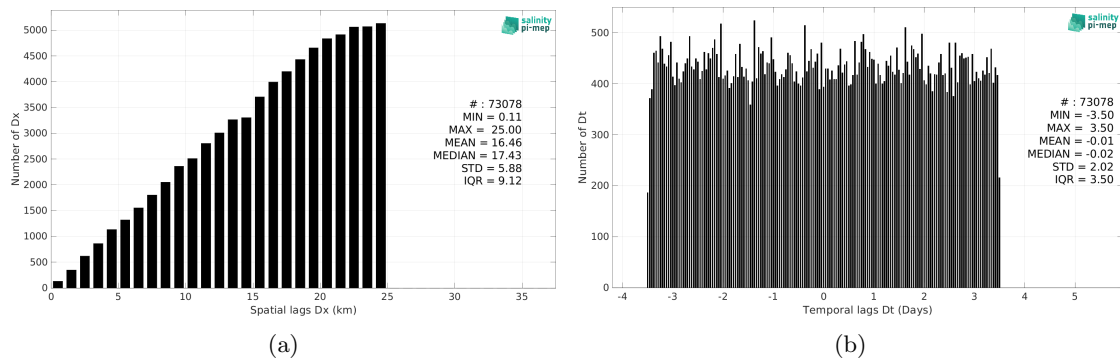 salinity
pi-mep
# : 73078
MIN = 0.11
MAX = 25.00
MEAN = 16.46
MEDIAN = 17.43
STD = 5.88
IQR = 9.12
Number of Dx
5000
4500
4000
3500
3000
2500
2000
1500
1000
500
0
0 5 10 15 20 25 30 35
Spatial lags Dx (km)
(a)
salinity
pi-mep
# : 73078
MIN = -3.50
MAX = 3.50
MEAN = -0.01
MEDIAN = -0.02
STD = 2.02
IQR = 3.50
Number of Dt
500
400
300
200
100
0
-4 -3 -2 -1 0 1 2 3 4 5
Temporal lags Dt (Days)
(b)